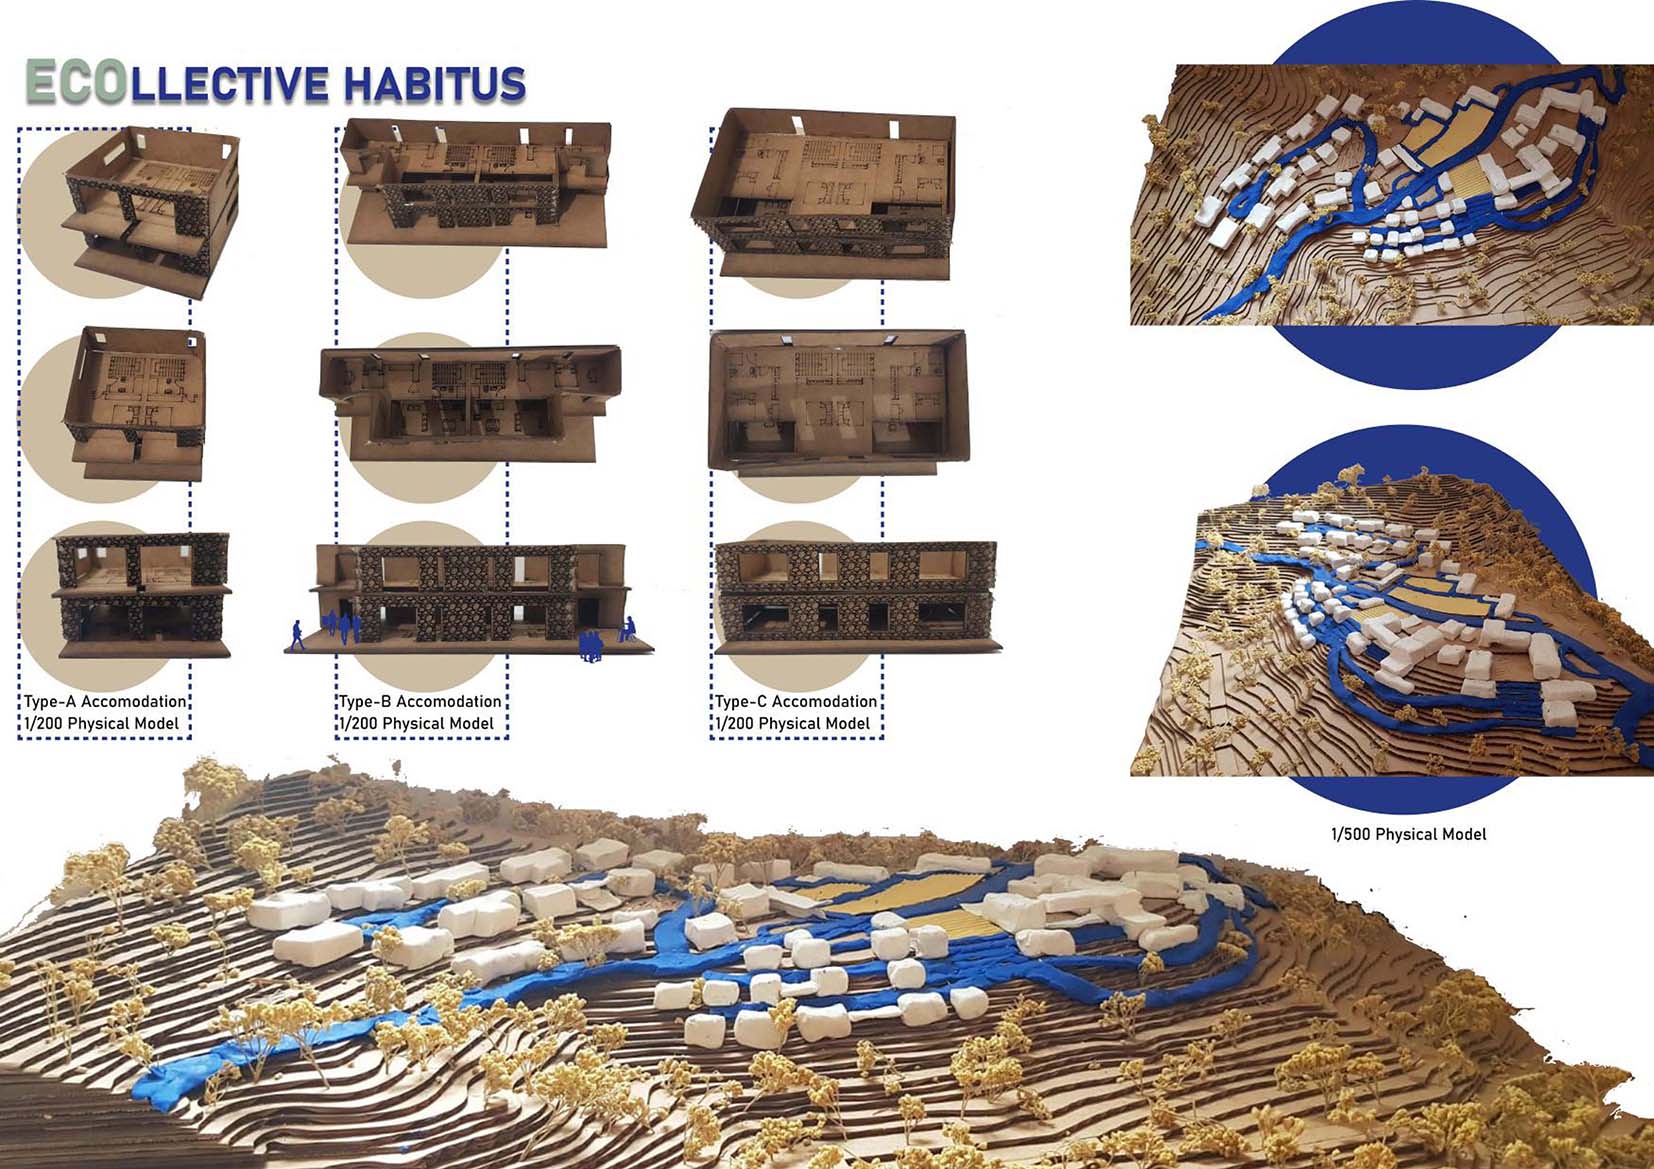 ECOLLECTIVE HABITUS
Type-A Accomodation
1/200 Physical Model
Type-B Accomodation
1/200 Physical Model
Type-C Accomodation
1/200 Physical Model
1/500 Physical Model